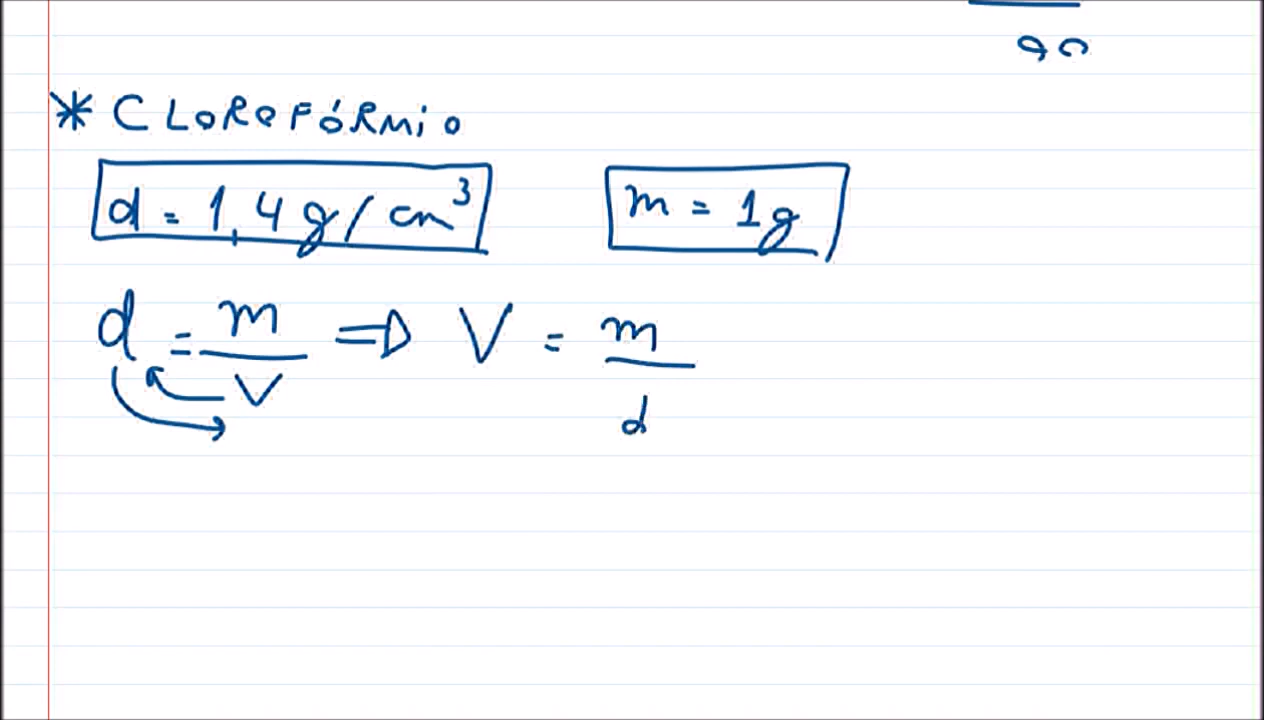 * CLOROFÓRMIO
d = 1,4 g/cm³ m = 1g
d = m/V ⇒ V = m/d